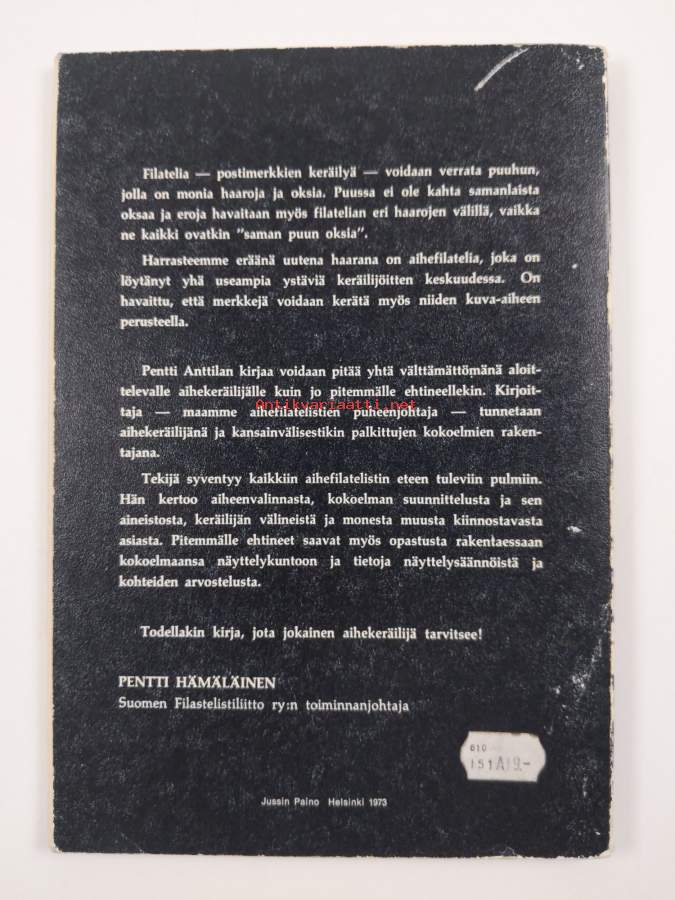 Filatelia — postimerkkien keräilyä — voidaan verrata puuhun,
jolla on monia haaroja ja oksia. Puussa ei ole kahta samanlaista
oksaa ja eroja havaitaan myös filatelian eri haarojen välillä, vaikka
ne kaikki ovatkin "saman puun oksia".
Harrasteemme eräänä uutena haarana on aihefilatelia, joka on
löytänyt yhä useampia ystäviä keräilijöitten keskuudessa. On
havaittu, että merkkejä voidaan kerätä myös niiden kuva-aiheen
perusteella.
Pentti Anttilan kirjaa voidaan pitää yhtä välttämättömänä aloit-
televalle aihekeräilijälle kuin jo pitemmälle ehtineellekin. Kirjoit-
Antikvariaatti.net
taja — maamme aihefilatelistien puheenjohtaja — tunnetaan
aihekeräilijänä ja kansainvälisestikin palkittujen kokoelmien raken-
tajana.
Tekijä syventyy kaikkiin aihefilatelistin eteen tuleviin pulmiin.
Hän kertoo aiheenvalinnasta, kokoelman suunnittelusta ja sen
aineistosta, keräilijän välineistä ja monesta muusta kiinnostavasta
asiasta. Pitemmälle ehtineet saavat myös opastusta rakentaessaan
kokoelmaansa näyttelykuntoon ja tietoja näyttelysäännöistä ja
kohteiden arvostelusta.
Todellakin kirja, jota jokainen aihekeräilijä tarvitsee!
PENTTI HÄMÄLÄINEN
Suomen Filastelistiliitto ry:n toiminnanjohtaja
010
151A19.-
Jussin Paino Helsinki 1973